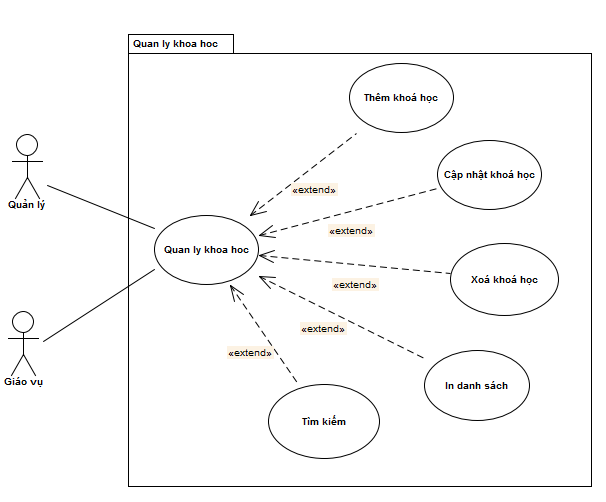 Quan ly khoa hoc
Thêm khoá học
Cập nhật khoá học
«extend»
Quản lý
«extend»
Quan ly khoa hoc
Xoá khoá học
«extend»
«extend»
«extend»
Giáo vụ
In danh sách
Tìm kiếm